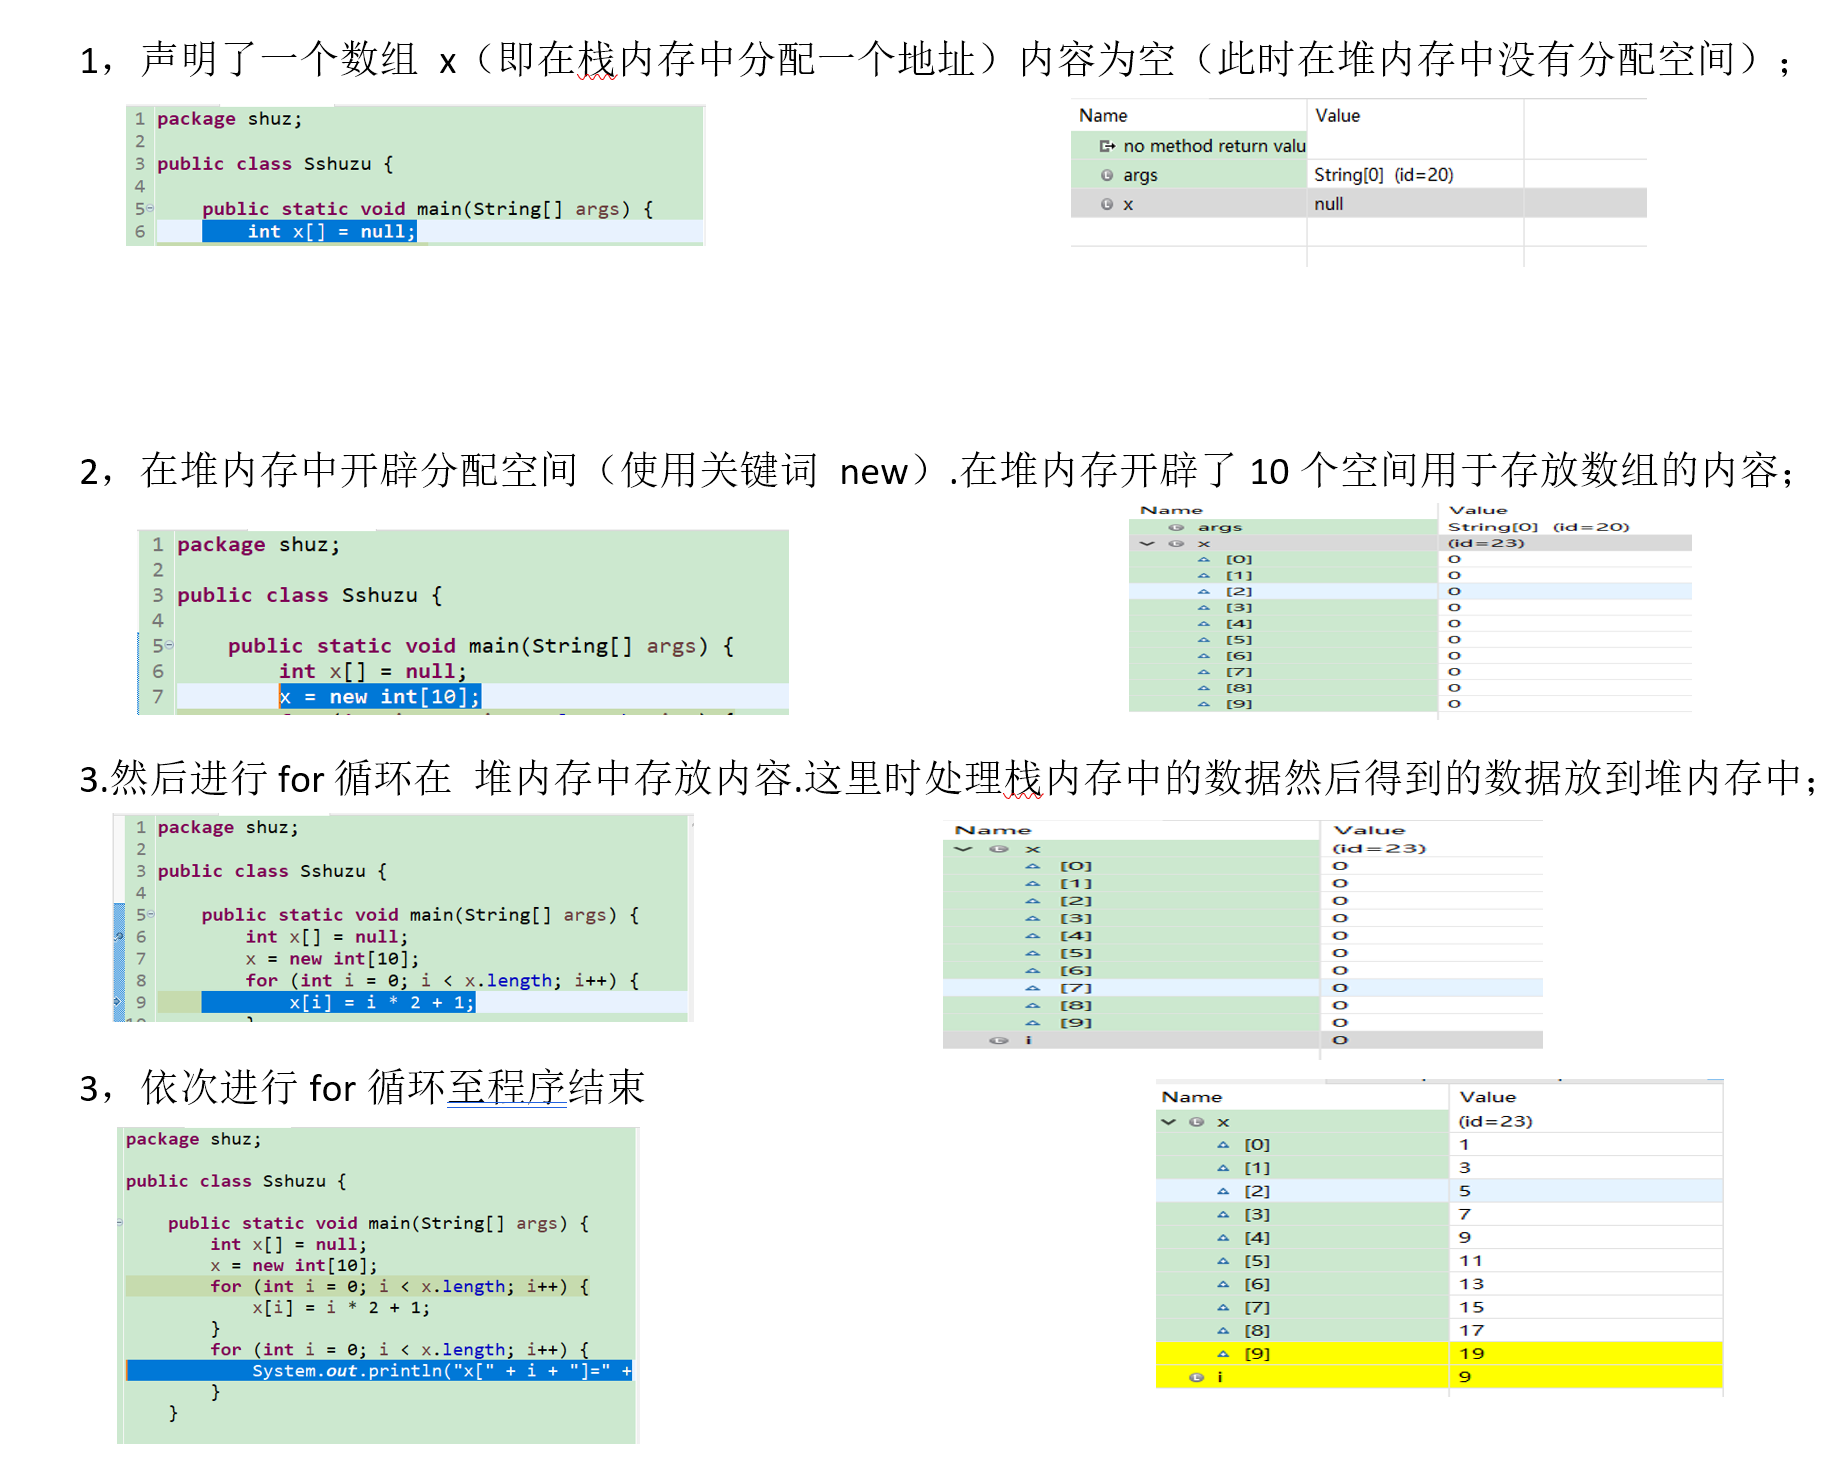 1，声明了一个数组 x（即在栈内存中分配一个地址）内容为空（此时在堆内存中没有分配空间）；
1 package shuz;
2
3 public class Sshuzu {
4
5 public static void main(String[] args) {
6 int x[] = null;
Name Value
no method return valu
args String[0] (id=20)
x null
2，在堆内存中开辟分配空间（使用关键词 new）.在堆内存开辟了 10 个空间用于存放数组的内容；
1 package shuz;
2
3 public class Sshuzu {
4
5 public static void main(String[] args) {
6 int x[] = null;
7 x = new int[10];
Name Value
args String[0] (id=20)
x (id=23)
[0] 0
[1] 0
[2] 0
[3] 0
[4] 0
[5] 0
[6] 0
[7] 0
[8] 0
[9] 0
3.然后进行 for 循环在 堆内存中存放内容.这里时处理栈内存中的数据然后得到的数据放到堆内存中；
1 package shuz;
2
3 public class Sshuzu {
4
5 public static void main(String[] args) {
6 int x[] = null;
7 x = new int[10];
8 for (int i = 0; i < x.length; i++) {
9 x[i] = i * 2 + 1;
Name Value
x (id=23)
[0] 0
[1] 0
[2] 0
[3] 0
[4] 0
[5] 0
[6] 0
[7] 0
[8] 0
[9] 0
i 0
3，依次进行 for 循环至程序结束
package shuz;
public class Sshuzu {
public static void main(String[] args) {
int x[] = null;
x = new int[10];
for (int i = 0; i < x.length; i++) {
x[i] = i * 2 + 1;
}
for (int i = 0; i < x.length; i++) {
System.out.println("x[" + i + "]=" +
}
}
Name Value
x (id=23)
[0] 1
[1] 3
[2] 5
[3] 7
[4] 9
[5] 11
[6] 13
[7] 15
[8] 17
[9] 19
i 9